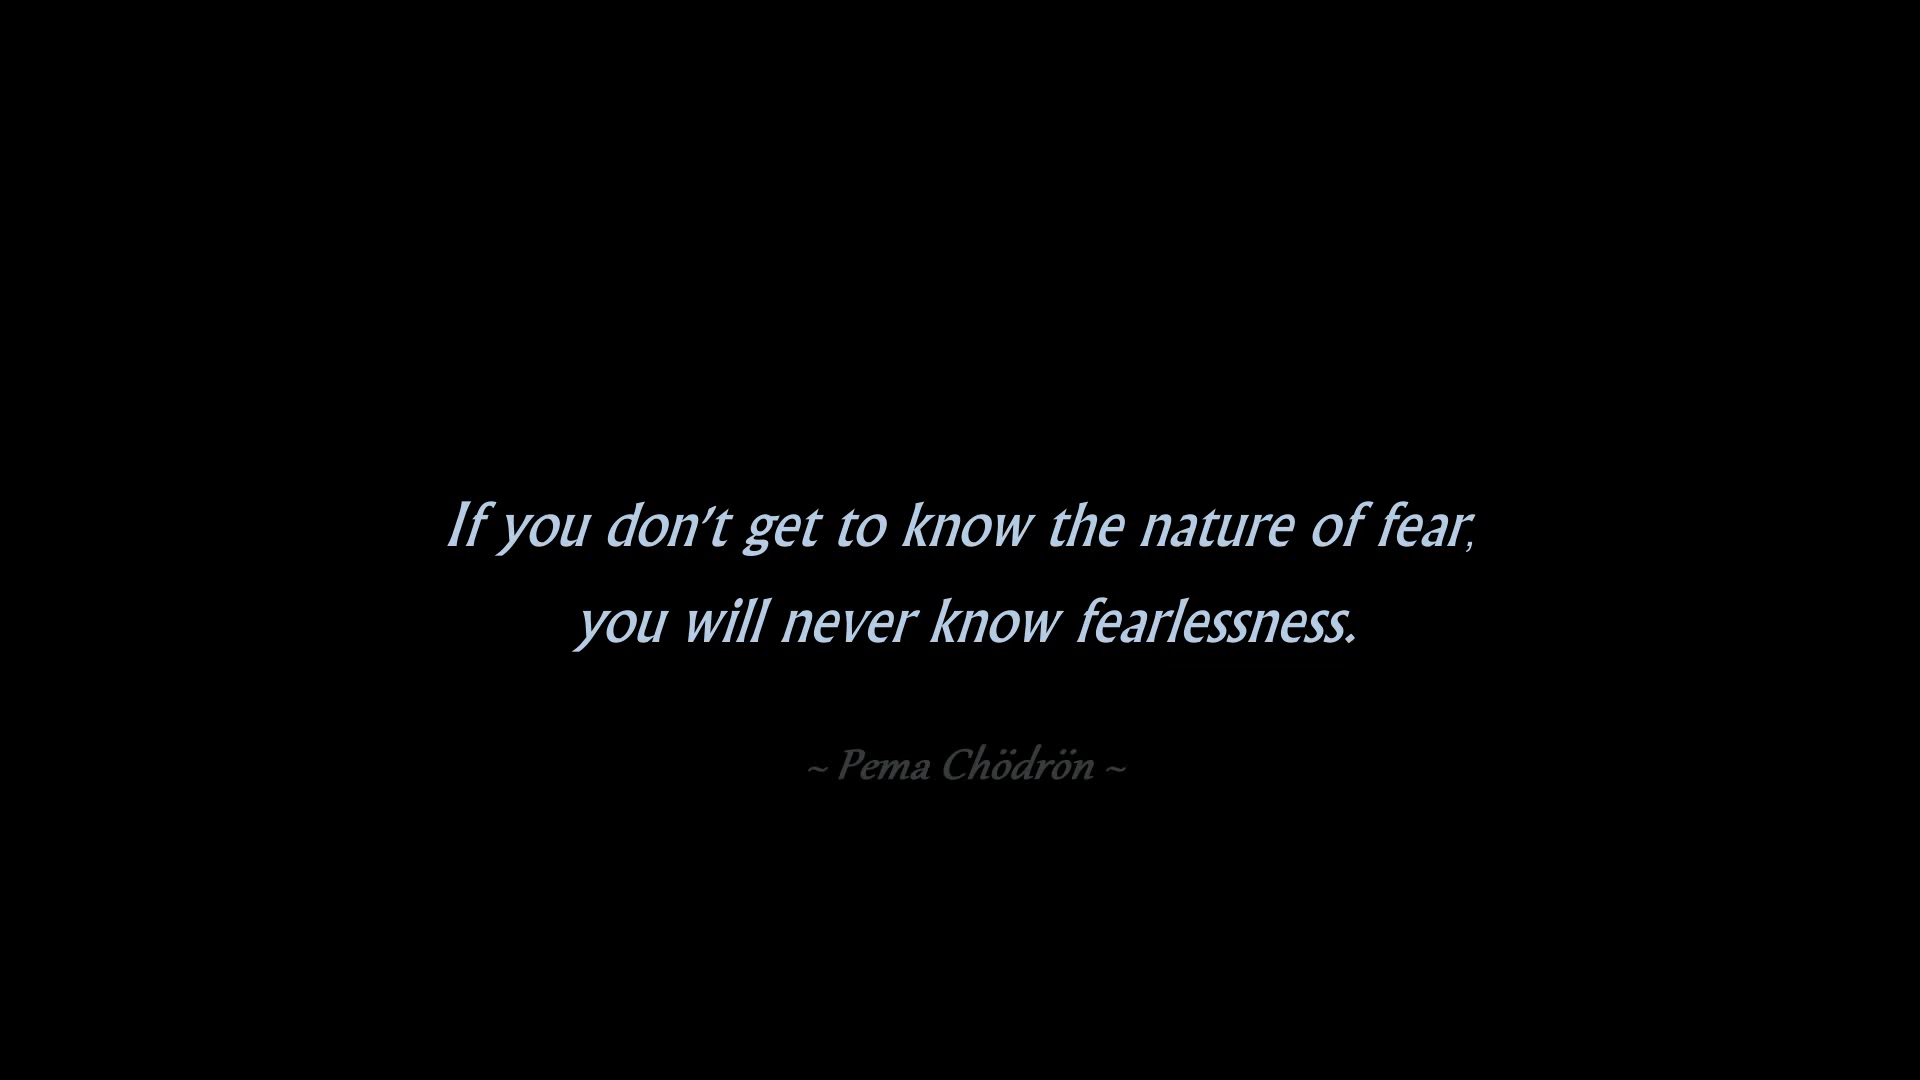 If you don't get to know the nature of fear,
you will never know fearlessness.
~ Pema Chödrön ~